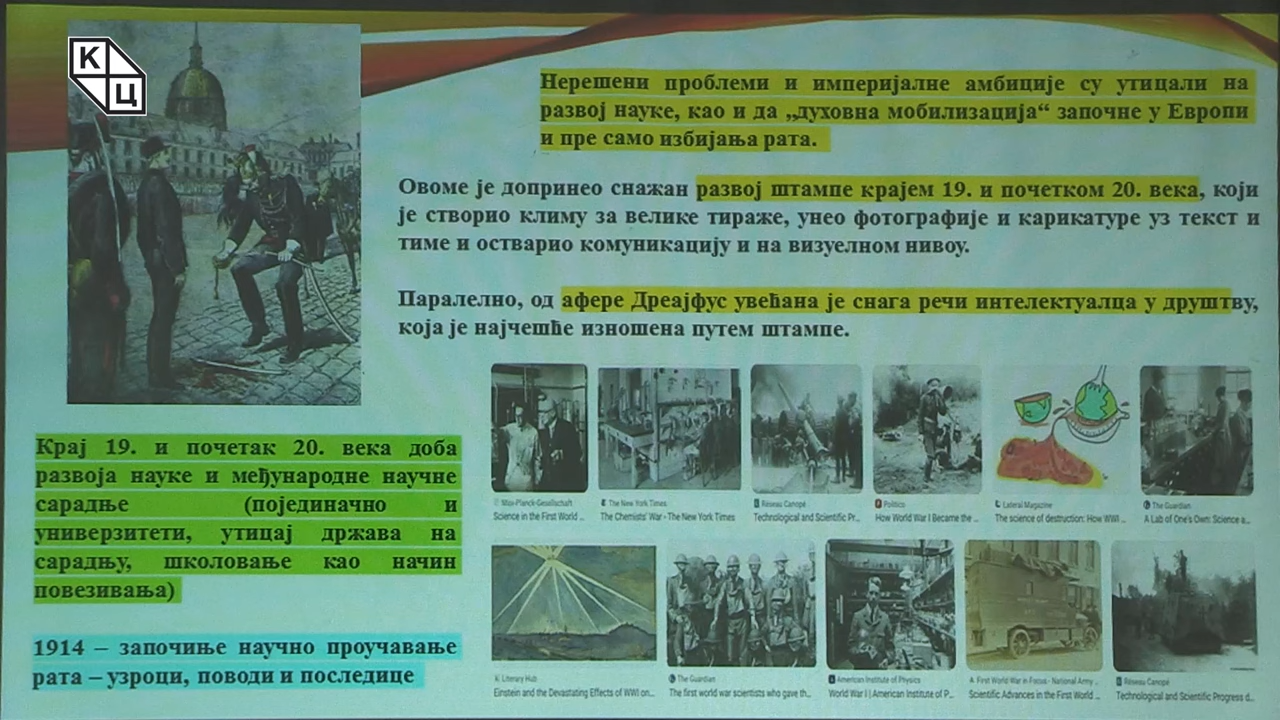 К
Ц
Нерешени проблеми и империјалне амбиције су утицали на
развој науке, као и да „духовна мобилизација“ започне у Европи
и пре само избијања рата.
Овоме је допринео снажан развој штампе крајем 19. и почетком 20. века, који
је створио климу за велике тираже, унео фотографије и карикатуре уз текст и
тиме и остварио комуникацију и на визуелном нивоу.
Паралелно, од афере Дреајфус увећана је снага речи интелектуалца у друштву,
која је најчешће изношена путем штампе.
Крај 19. и почетак 20. века доба
развоја науке и међународне научне
сарадње (појединачно и
универзитети, утицај држава на
сарадњу, школовање као начин
повезивања)
1914 – започиње научно проучавање
рата – узроци, поводи и последице
Max-Planck-Gesellschaft
Science in the First World ...
The New York Times
The Chemists' War - The New York Times
Réseau Canopé
Technological and Scientific Pr...
Politico
How World War I Became the ...
Lateral Magazine
The science of destruction: How WWI ...
The Guardian
A Lab of One's Own: Science a...
Literary Hub
Einstein and the Devastating Effects of WWI on...
The Guardian
The first world war scientists who gave th...
American Institute of Physics
World War I | American Institute of P...
First World War in Focus - National Army ...
Scientific Advances in the First World ...
Réseau Canopé
Technological and Scientific Progress d...